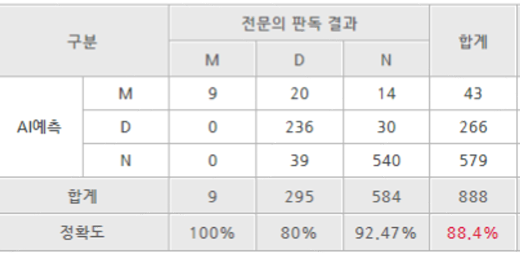 구분 전문의 판독 결과 합계
M D N
AI예측 M 9 20 14 43
D 0 236 30 266
N 0 39 540 579
합계 9 295 584 888
정확도 100% 80% 92.47% 88.4%